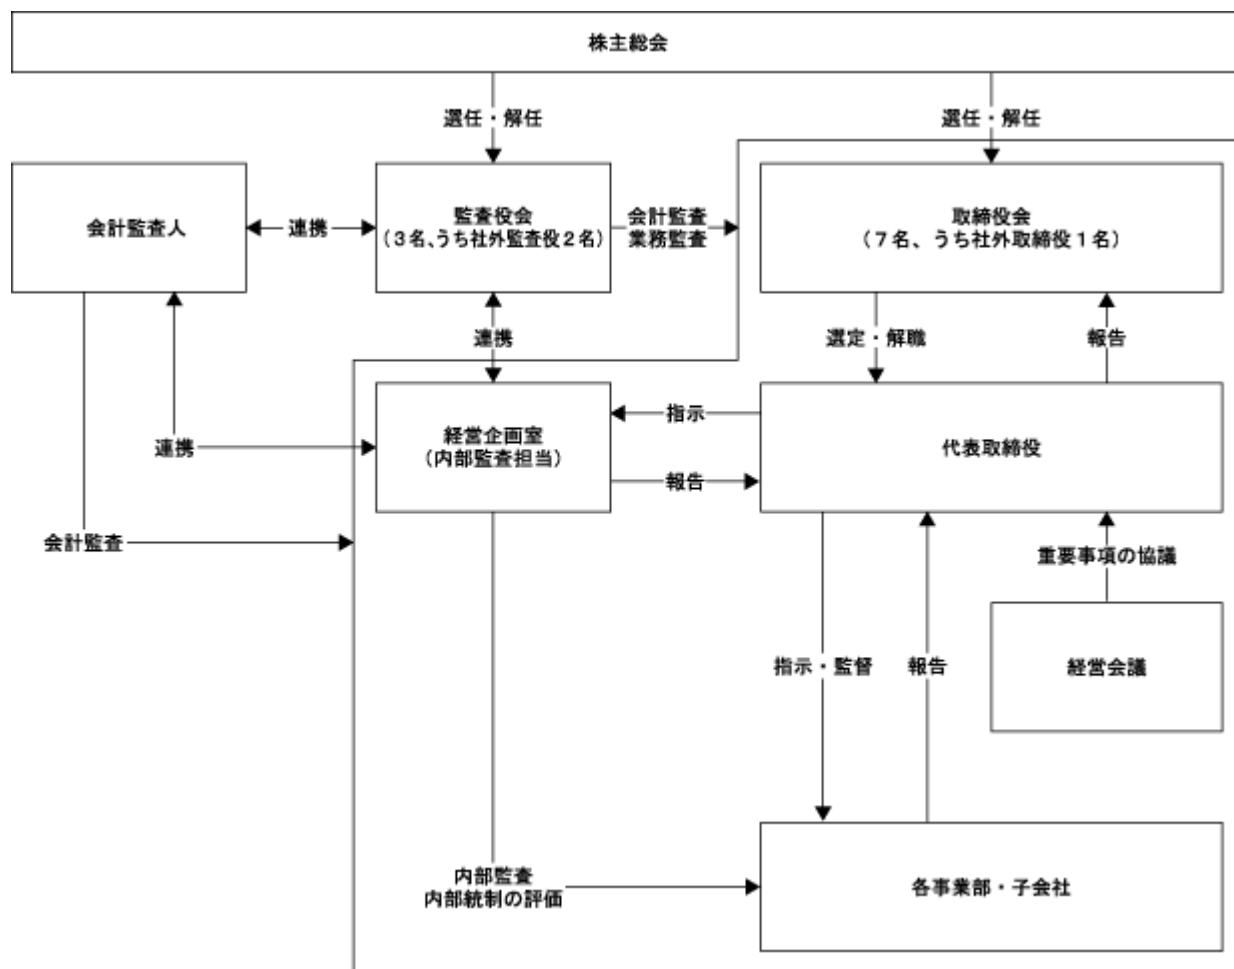 株主総会
選任・解任
選任・解任
会計監査人
連携
監査役会
(3名、うち社外監査役2名)
会計監査
業務監査
取締役会
(7名、うち社外取締役1名)
連携
選定・解職
報告
連携
経営企画室
(内部監査担当)
指示
報告
代表取締役
会計監査
重要事項の協議
指示・監督
報告
経営会議
内部監査
内部統制の評価
各事業部・子会社